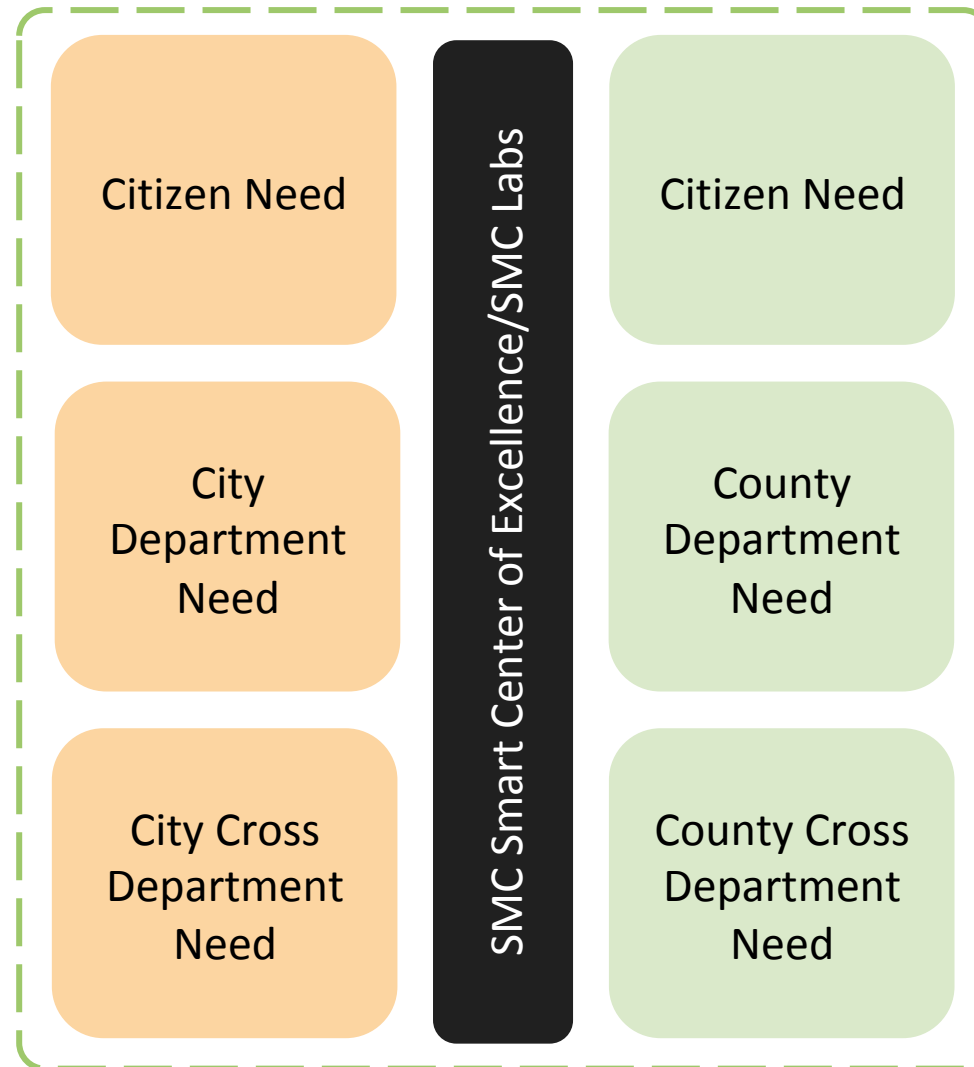 Citizen Need
City
Department
Need
City Cross
Department
Need
SMC Smart Center of Excellence/SMC Labs
Citizen Need
County
Department
Need
County Cross
Department
Need